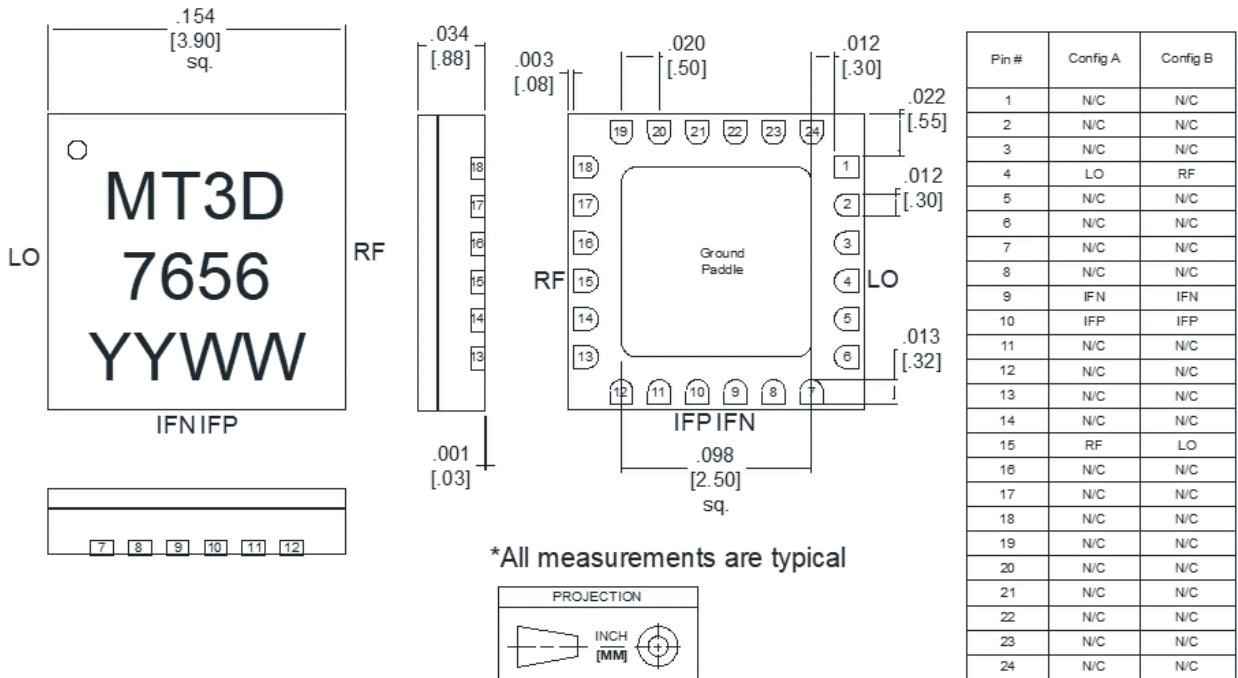 .154
[3.90]
sq.
MT3D
7656
YYWW
LO
RF
IFN IFP
7 8 9 10 11 12
.034
[.88]
18
17
16
15
14
13
.001
[.03]
.003
[.08]
.020
[.50]
.012
[.30]
.022
[.55]
.012
[.30]
.013
[.32]
19 20 21 22 23 24
18
17
16
15
14
13
RF
Ground
Paddle
1
2
3
4
5
6
LO
12 11 10 9 8 7
IFP IFN
.098
[2.50]
sq.
*All measurements are typical
PROJECTION
INCH
[MM]
Pin # Config A Config B
1 N/C N/C
2 N/C N/C
3 N/C N/C
4 LO RF
5 N/C N/C
6 N/C N/C
7 N/C N/C
8 N/C N/C
9 IFN IFN
10 IFP IFP
11 N/C N/C
12 N/C N/C
13 N/C N/C
14 N/C N/C
15 RF LO
16 N/C N/C
17 N/C N/C
18 N/C N/C
19 N/C N/C
20 N/C N/C
21 N/C N/C
22 N/C N/C
23 N/C N/C
24 N/C N/C